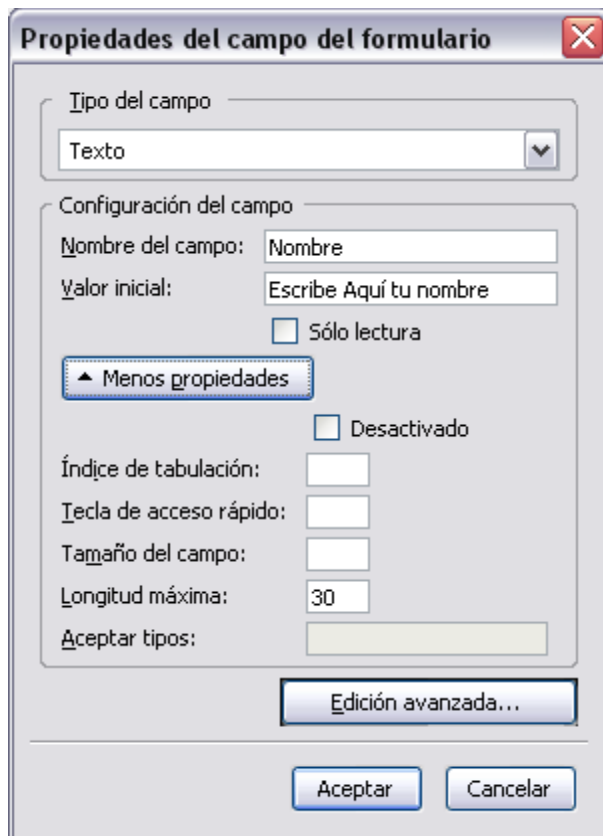 Propiedades del campo del formulario
Tipo del campo
Texto
Configuración del campo
Nombre del campo: Nombre
Valor inicial: Escribe Aquí tu nombre
Sólo lectura
Menos propiedades
Desactivado
Índice de tabulación:
Tecla de acceso rápido:
Tamaño del campo:
Longitud máxima: 30
Aceptar tipos:
Edición avanzada...
Aceptar Cancelar